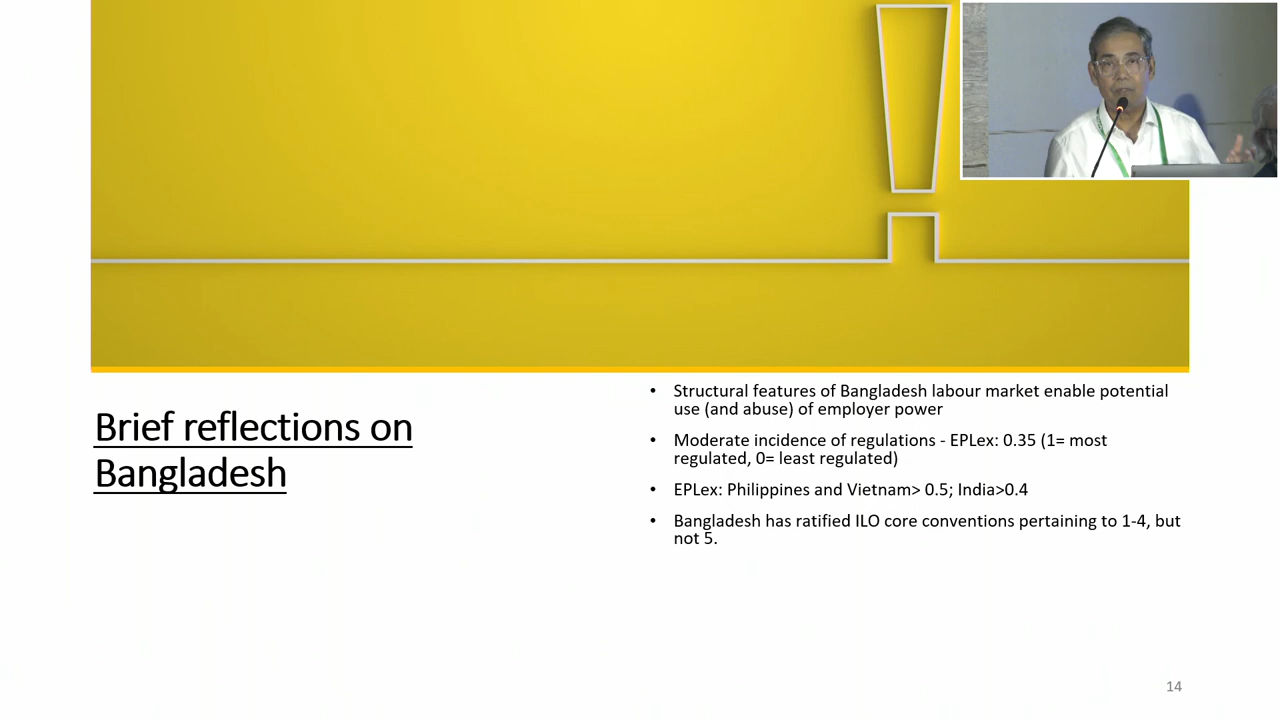 Brief reflections on
Bangladesh
• Structural features of Bangladesh labour market enable potential
use (and abuse) of employer power
• Moderate incidence of regulations - EPLex: 0.35 (1= most
regulated, 0= least regulated)
• EPLex: Philippines and Vietnam> 0.5; India>0.4
• Bangladesh has ratified ILO core conventions pertaining to 1-4, but
not 5.
14